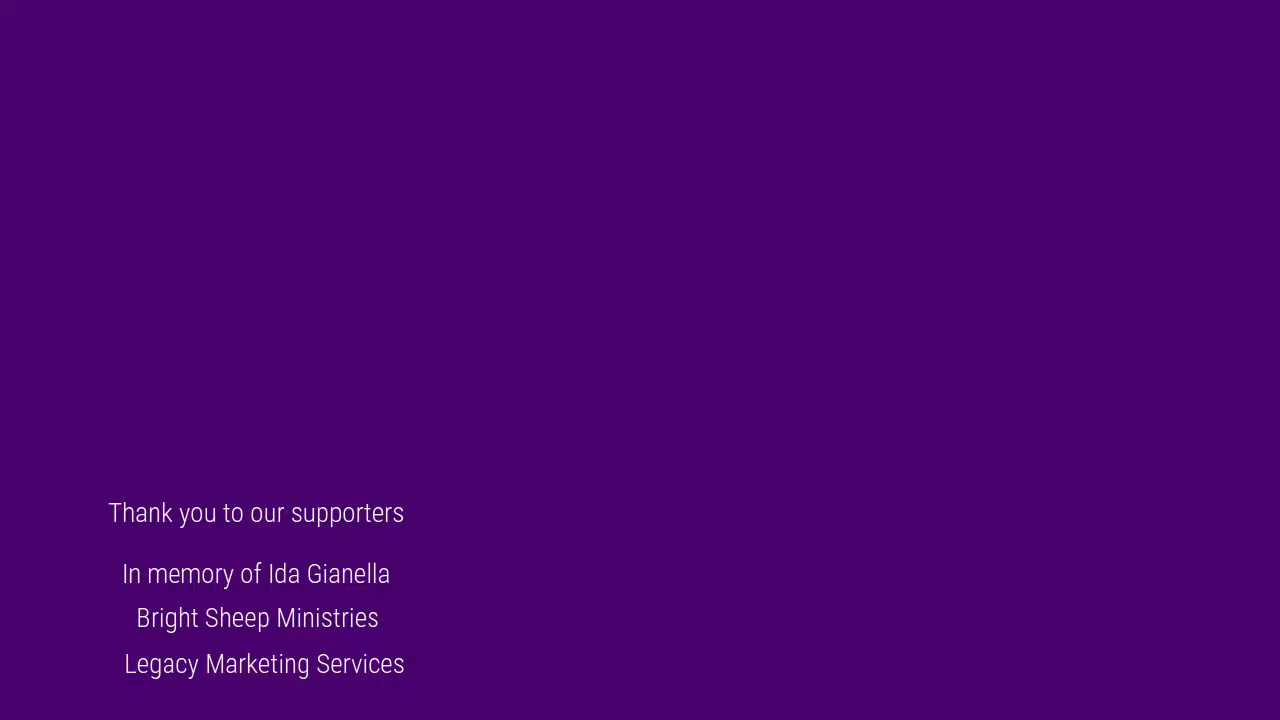 Thank you to our supporters
In memory of Ida Gianella
Bright Sheep Ministries
Legacy Marketing Services